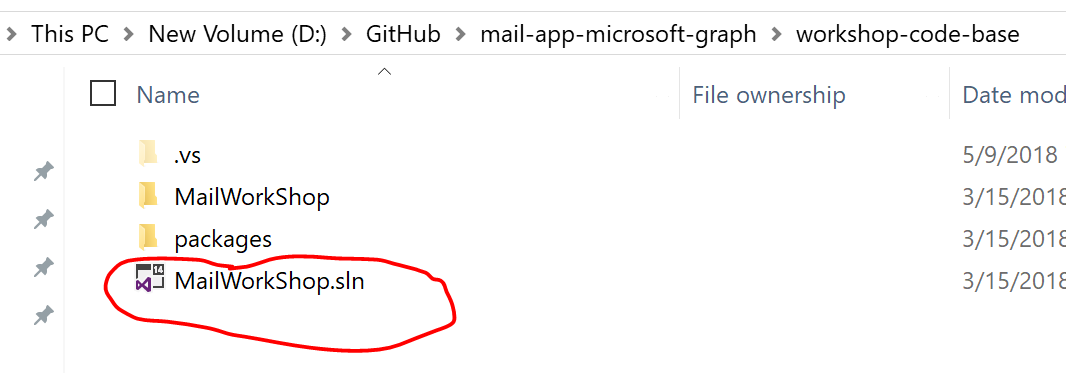 This PC New Volume (D:) GitHub mail-app-microsoft-graph workshop-code-base
Name File ownership Date mod
.vs 5/9/2018
MailWorkShop 3/15/2018
packages 3/15/2018
14
MailWorkShop.sln 3/15/2018